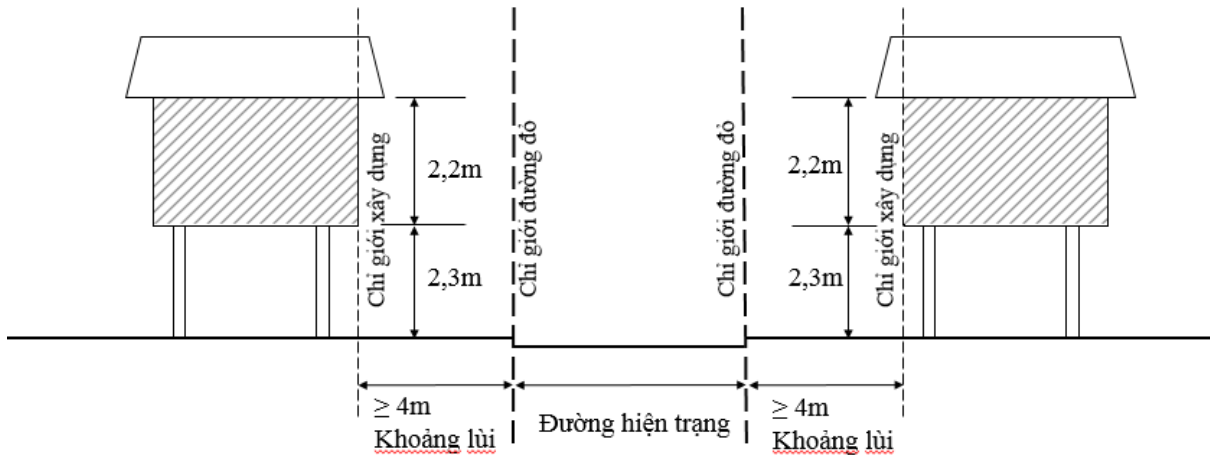 2,2m
2,3m
Chỉ giới xây dựng
Chỉ giới đường đỏ
Chỉ giới đường đỏ
2,2m
2,3m
Chỉ giới xây dựng
≥ 4m
Khoảng lùi
Đường hiện trạng
≥ 4m
Khoảng lùi